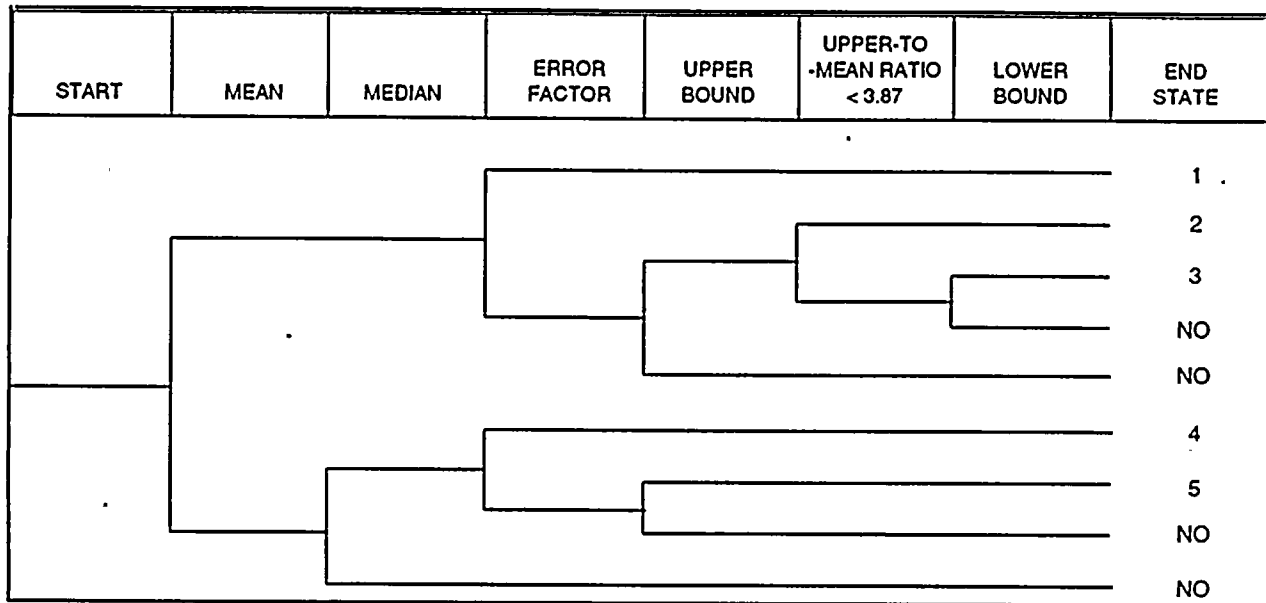 START
MEAN
MEDIAN
ERROR
FACTOR
UPPER
BOUND
UPPER-TO
-MEAN RATIO
< 3.87
LOWER
BOUND
END
STATE
1
2
3
NO
NO
4
5
NO
NO